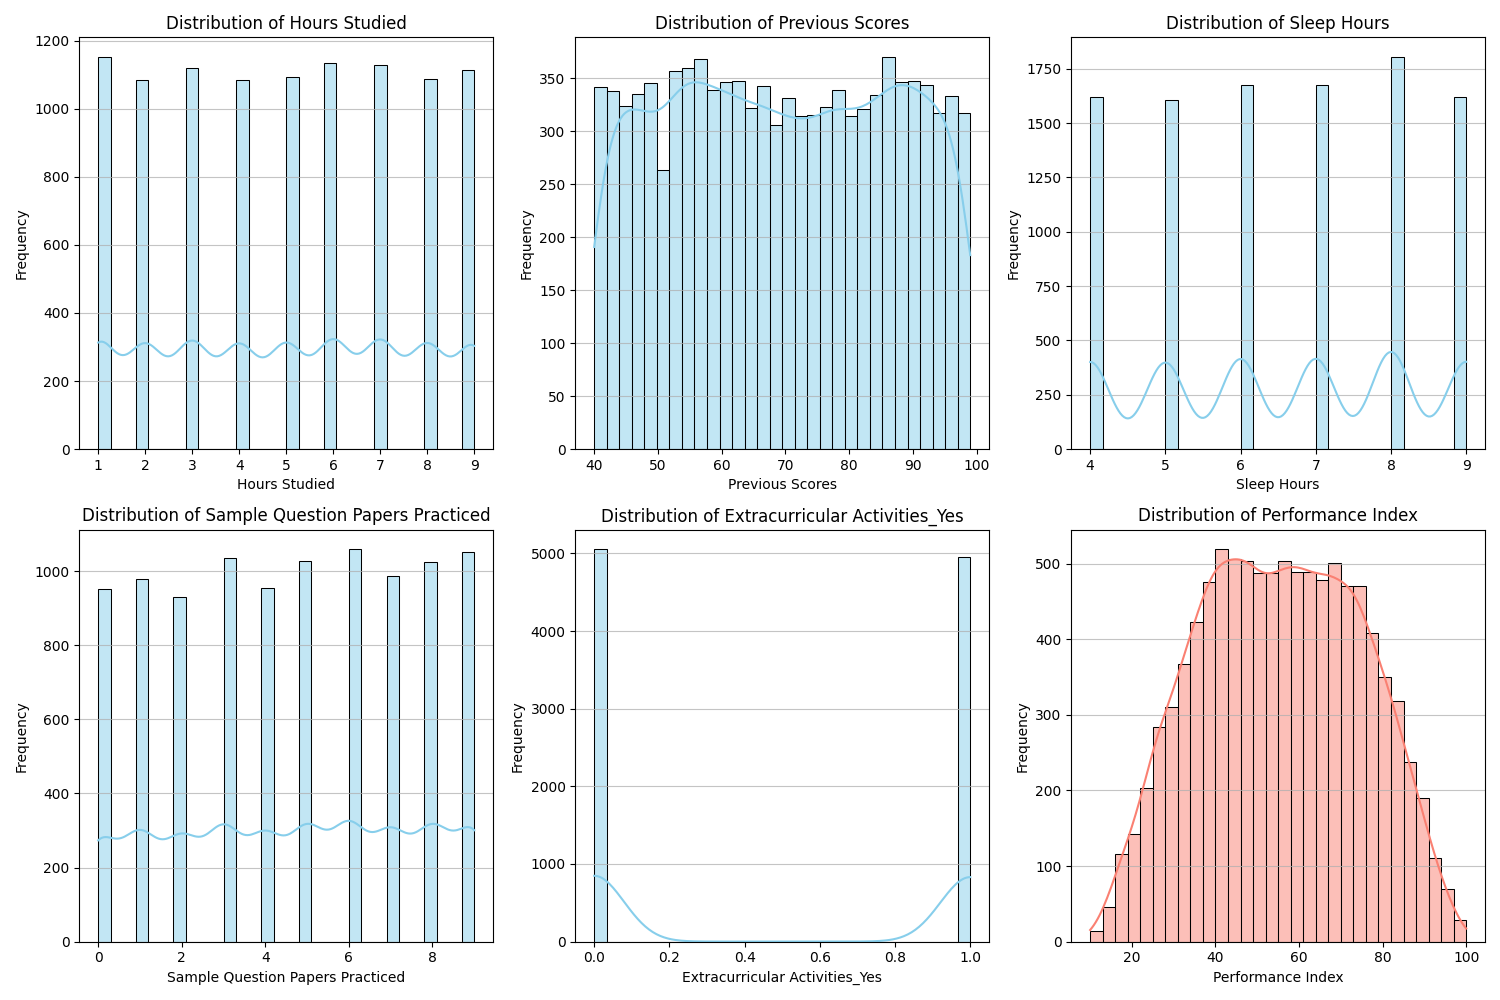 Distribution of Hours Studied
1200
1000
800
600
400
200
0
Frequency
1 2 3 4 5 6 7 8 9
Hours Studied
Distribution of Previous Scores
350
300
250
200
150
100
50
0
Frequency
40 50 60 70 80 90 100
Previous Scores
Distribution of Sleep Hours
1750
1500
1250
1000
750
500
250
0
Frequency
4 5 6 7 8 9
Sleep Hours
Distribution of Sample Question Papers Practiced
1000
800
600
400
200
0
Frequency
0 2 4 6 8
Sample Question Papers Practiced
Distribution of Extracurricular Activities_Yes
5000
4000
3000
2000
1000
0
Frequency
0.0 0.2 0.4 0.6 0.8 1.0
Extracurricular Activities_Yes
Distribution of Performance Index
500
400
300
200
100
0
Frequency
20 40 60 80 100
Performance Index